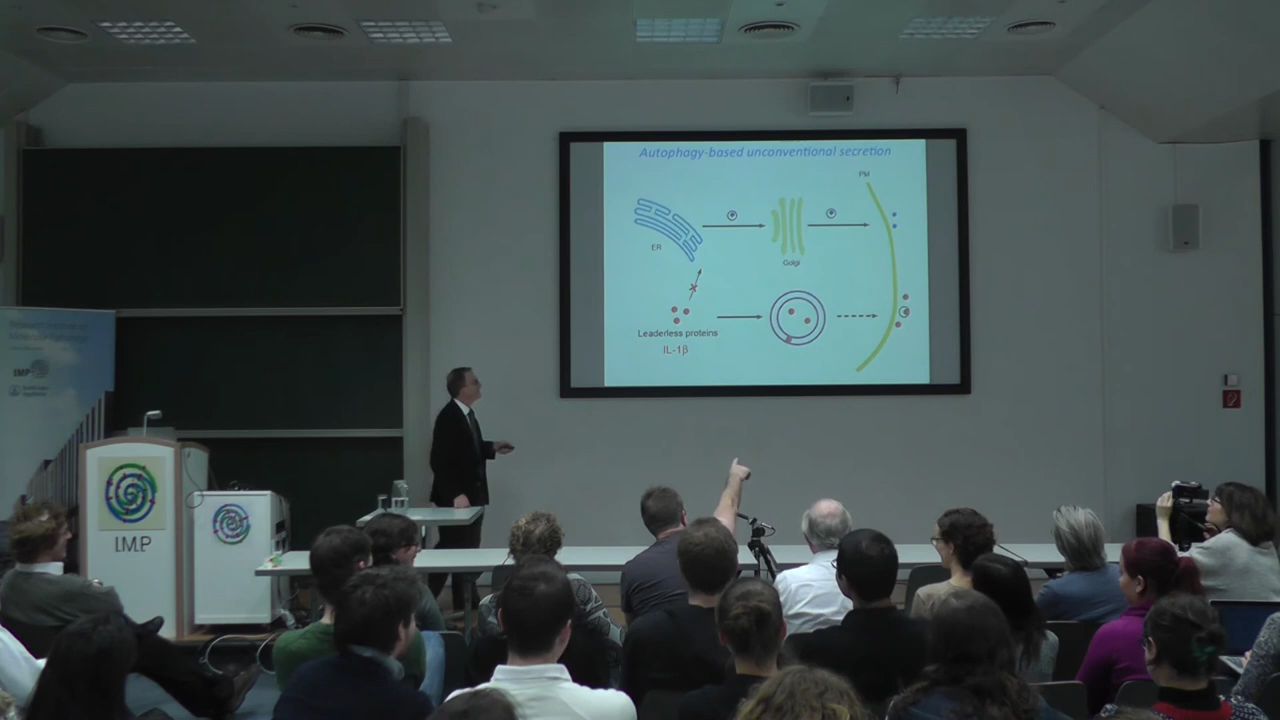 Autophagy-based unconventional secretion
PM
ER
Golgi
Leaderless proteins
IL-1β
IMP
I.M.P